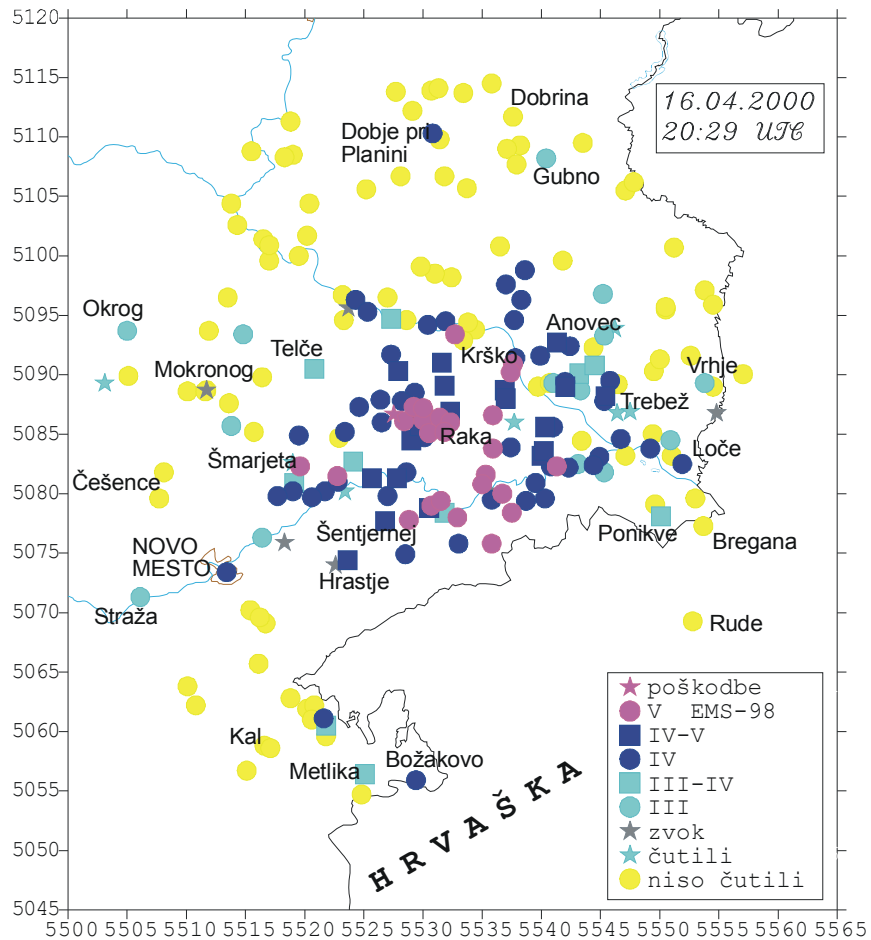 5120
5115
5110
5105
5100
5095
5090
5085
5080
5075
5070
5065
5060
5055
5050
5045
5500 5505 5510 5515 5520 5525 5530 5535 5540 5545 5550 5555 5560 5565
16.04.2000
20:29 UTC
Dobrina
Dobje pri
Planini
Gubno
Okrog
Anovec
Krško
Telče
Mokronog
Vrhje
Trebež
Raka
Loče
Šmarjeta
Češence
Šentjernej
Ponikve
Bregana
NOVO
MESTO
Hrastje
Straža
Rude
Kal
Metlika
Božakovo
HRVAŠKA
poškodbe
V EMS-98
IV-V
IV
III-IV
III
zvok
čutili
niso čutili